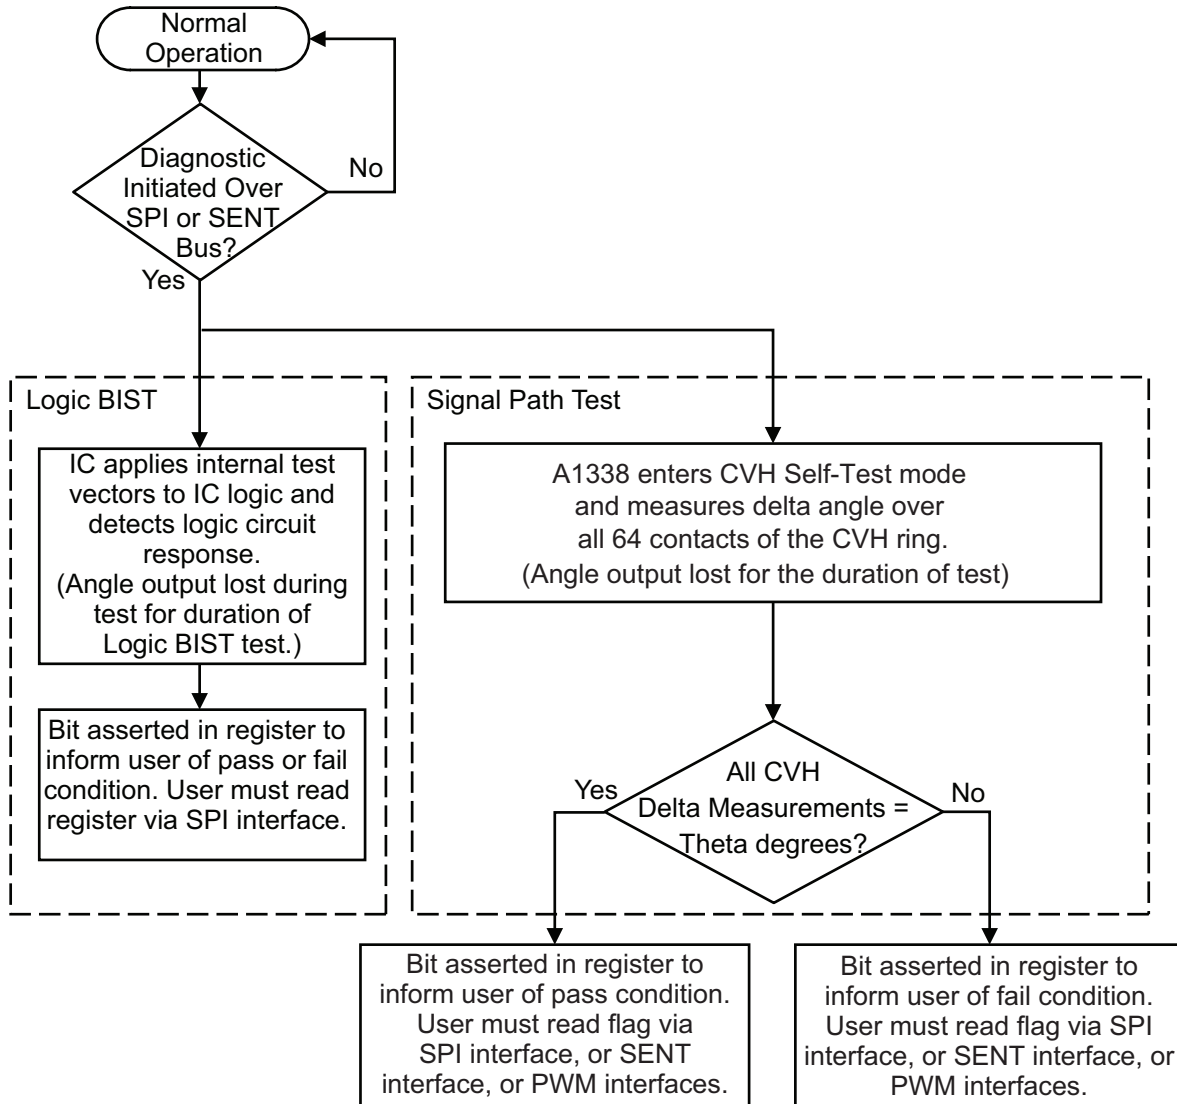 Normal
Operation
Diagnostic
Initiated Over
SPI or SENT
Bus?
No
Yes
Logic BIST
IC applies internal test
vectors to IC logic and
detects logic circuit
response.
(Angle output lost during
test for duration of
Logic BIST test.)
Bit asserted in register to
inform user of pass or fail
condition. User must read
register via SPI interface.
Signal Path Test
A1338 enters CVH Self-Test mode
and measures delta angle over
all 64 contacts of the CVH ring.
(Angle output lost for the duration of test)
All CVH
Delta Measurements =
Theta degrees?
Yes
No
Bit asserted in register to
inform user of pass condition.
User must read flag via
SPI interface, or SENT
interface, or PWM interfaces.
Bit asserted in register to
inform user of fail condition.
User must read flag via SPI
interface, or SENT interface, or
PWM interfaces.